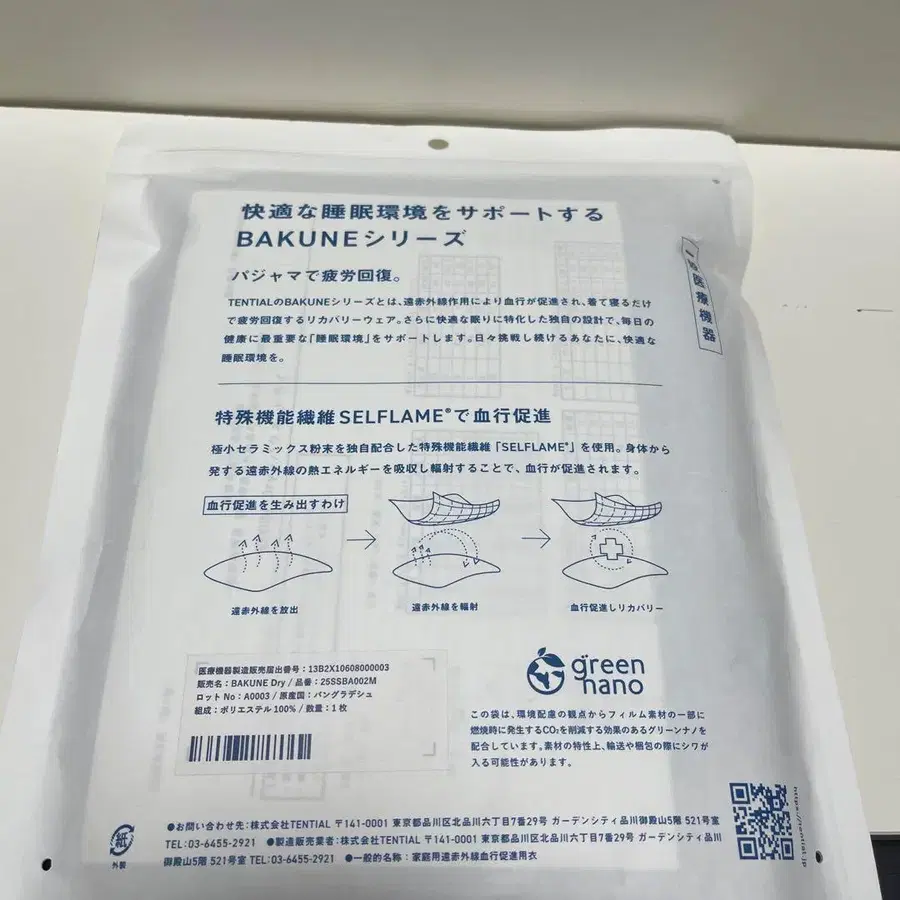 快適な睡眠環境をサポートする
BAKUNEシリーズ
パジャマで疲労回復。
TENTIALのBAKUNEシリーズとは、遠赤外線作用により血行が促進され、着て寝るだけ
で疲労回復するリカバリーウェア。さらに快適な眠りに特化した独自の設計で、毎日の
健康に最重要な「睡眠環境」をサポートします。日々挑戦し続けるあなたに、快適な
睡眠環境を。
一般医療機器
特殊機能繊維 SELFLAME®で血行促進
極小セラミックス粉末を独自配合した特殊機能繊維「SELFLAME®」を使用。身体から
発する遠赤外線の熱エネルギーを吸収し輻射することで、血行が促進されます。
血行促進を生み出すわけ
遠赤外線を放出
遠赤外線を輻射
血行促進しリカバリー
医療機器製造販売届出番号：13B2X10608000003
販売名：BAKUNE Dry / 品番：25SSBA002M
ロット No：A0003 / 原産国：バングラデシュ
組成：ポリエステル 100% / 数量：1 枚
green
nano
この袋は、環境配慮の観点からフィルム素材の一部に
燃焼時に発生するCO₂を削減する効果のあるグリーンナノを
配合しています。素材の特性上、輸送や梱包の際にシワが
入る可能性があります。
紙
外装
●お問い合わせ先：株式会社TENTIAL 〒141-0001 東京都品川区北品川六丁目7番29号 ガーデンシティ品川御殿山5階 521号室
TEL：03-6455-2921 ●製造販売業者：株式会社TENTIAL 〒141-0001 東京都品川区北品川六丁目7番29号 ガーデンシティ品川
御殿山5階 521号室 TEL：03-6455-2921 ●一般的名称：家庭用遠赤外線血行促進用衣
https://tential.jp